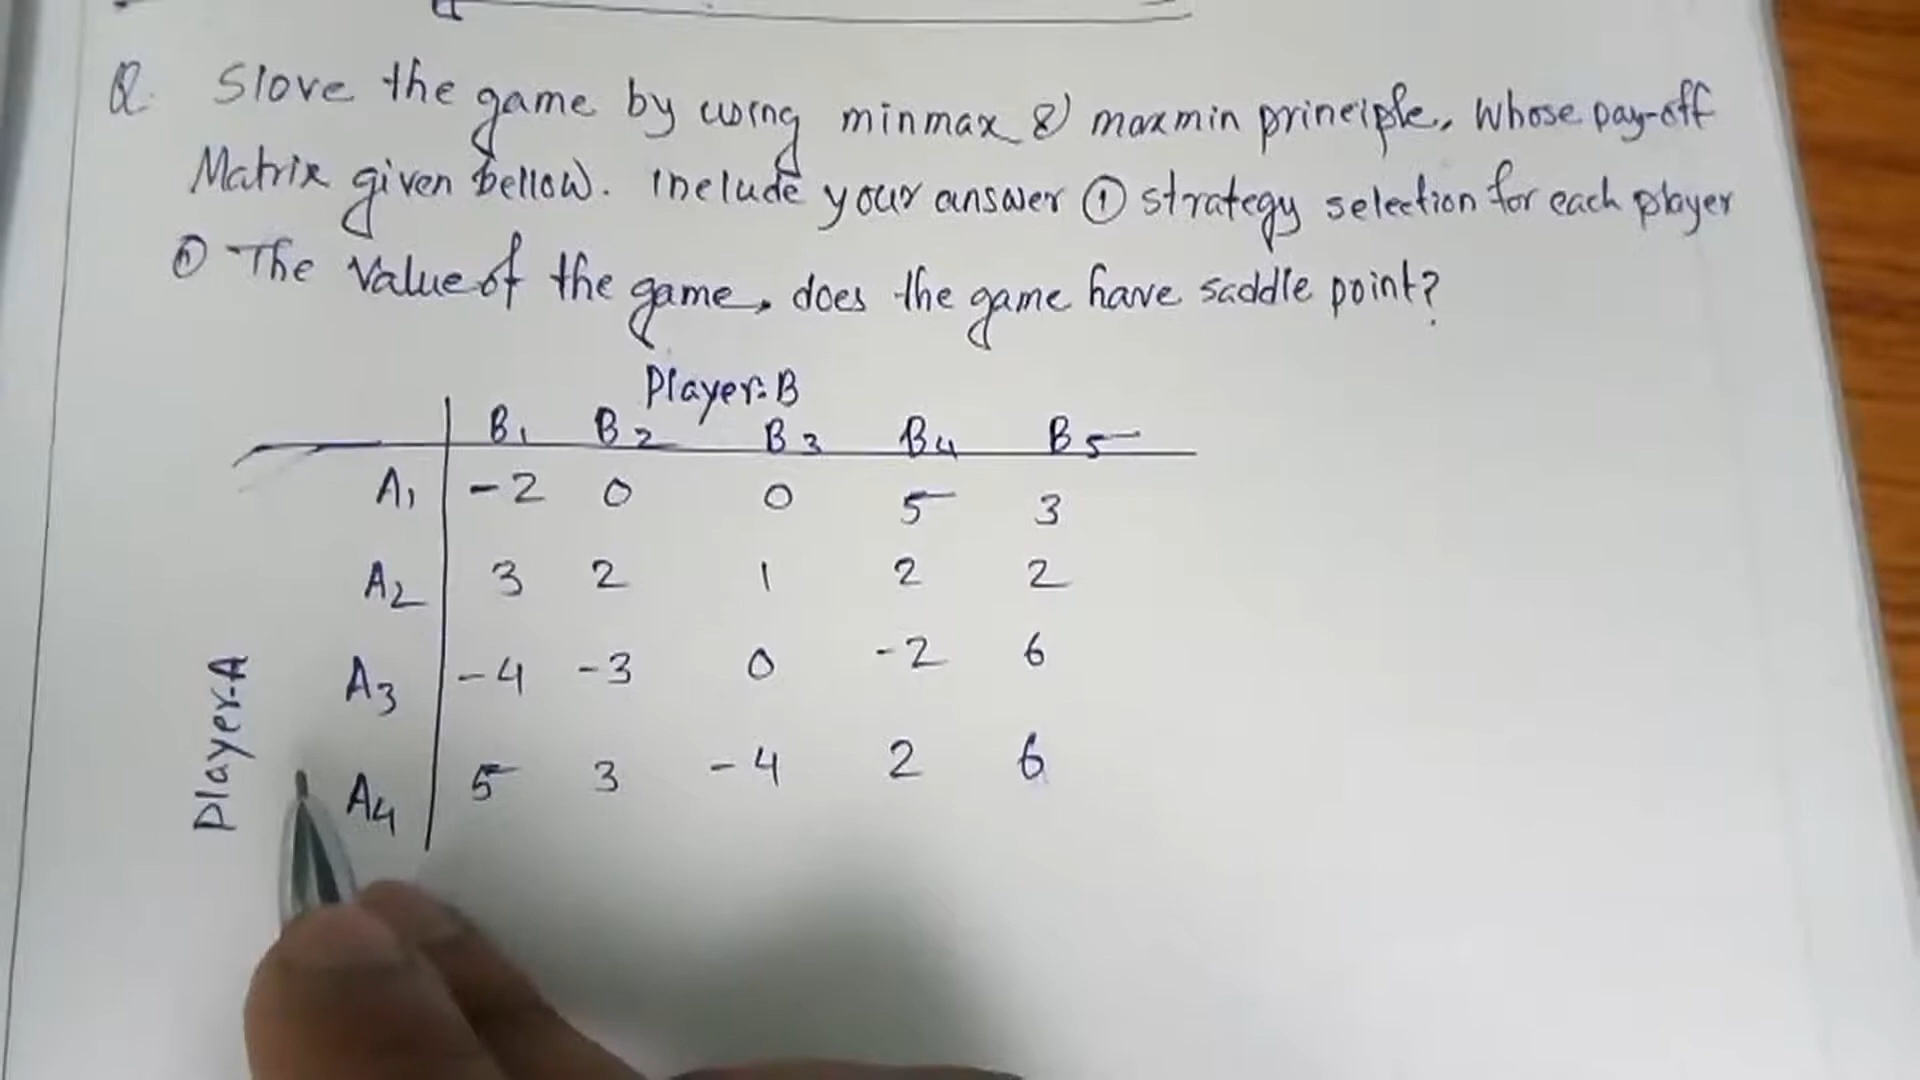 Q. Slove the game by using minmax & maxmin principle, whose pay-off
Matrix given bellow. Include your answer ① strategy selection for each player
⑪ The Value of the game, does the game have saddle point?
Player:B
B1 B2 B3 B4 B5
A1 -2 0 0 5 3
A2 3 2 1 2 2
A3 -4 -3 0 -2 6
A4 5 3 -4 2 6
Player-A